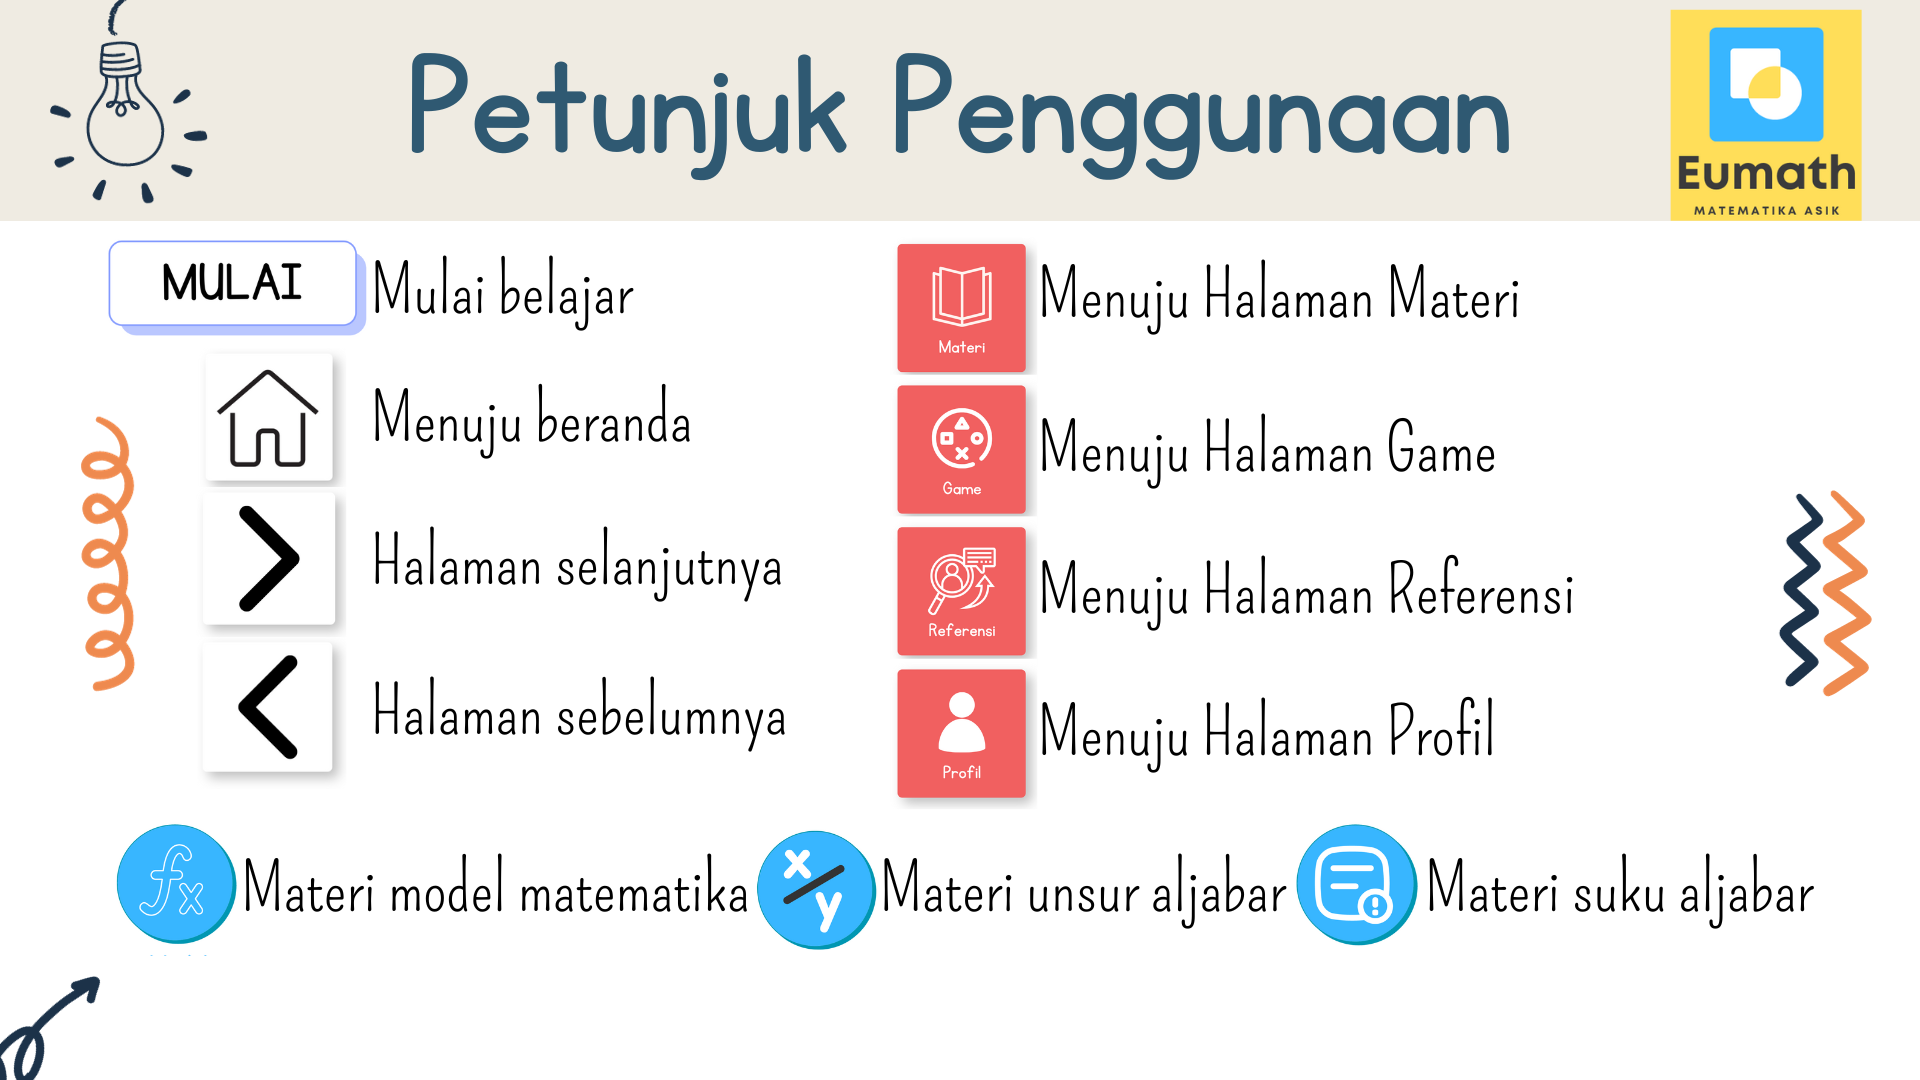 Petunjuk Penggunaan
Eumath
MATEMATIKA ASIK
MULAI
Mulai belajar
Menuju beranda
Halaman selanjutnya
Halaman sebelumnya
Materi
Menuju Halaman Materi
Game
Menuju Halaman Game
Referensi
Menuju Halaman Referensi
Profil
Menuju Halaman Profil
fx
Materi model matematika
x/y
Materi unsur aljabar
Materi suku aljabar